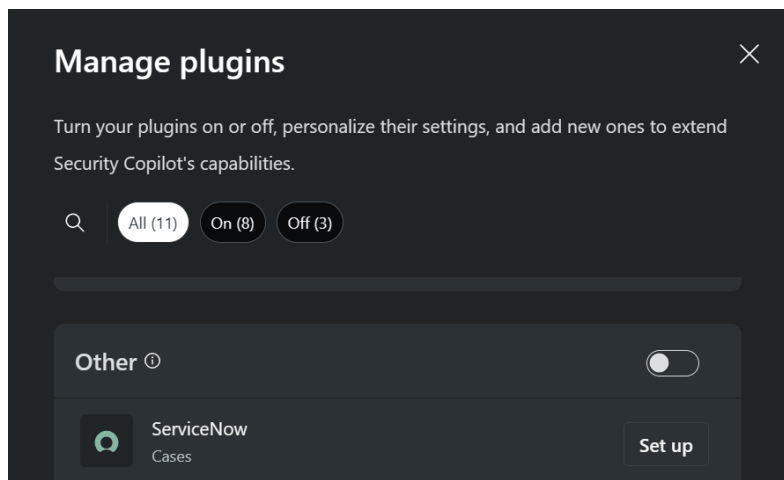 Manage plugins
Turn your plugins on or off, personalize their settings, and add new ones to extend
Security Copilot's capabilities.
All (11) On (8) Off (3)
Other
ServiceNow
Cases
Set up